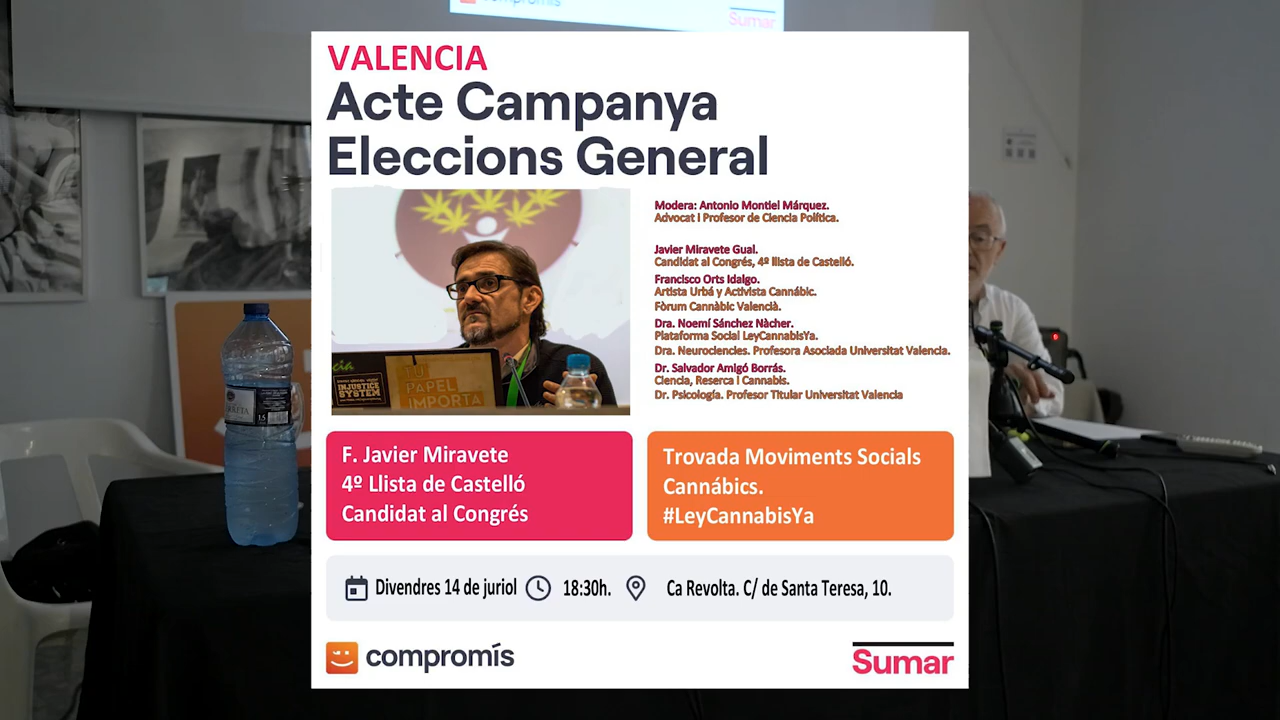 compromís
Sumar
VALENCIA
Acte Campanya
Eleccions General
Modera: Antonio Montiel Márquez.
Advocat i Profesor de Ciencia Política.
Javier Miravete Gual.
Candidat al Congrés, 4º llista de Castelló.
Francisco Orts Idalgo.
Artista Urbá y Activista Cannábic.
Fòrum Cannàbic Valencià.
Dra. Noemí Sánchez Nàcher.
Plataforma Social LeyCannabisYa.
Dra. Neurociencies. Profesora Asociada Universitat Valencia.
Dr. Salvador Amigó Borrás.
Ciencia, Reserca i Cannabis.
Dr. Psicología. Profesor Titular Universitat Valencia
INJUSTICE
SYSTEM
TU
PAPEL
IMPORTA
F. Javier Miravete
4º Llista de Castelló
Candidat al Congrés
Trovada Moviments Socials
Cannábics.
#LeyCannabisYa
Divendres 14 de juriol 18:30h. Ca Revolta. C/ de Santa Teresa, 10.
compromís
Sumar